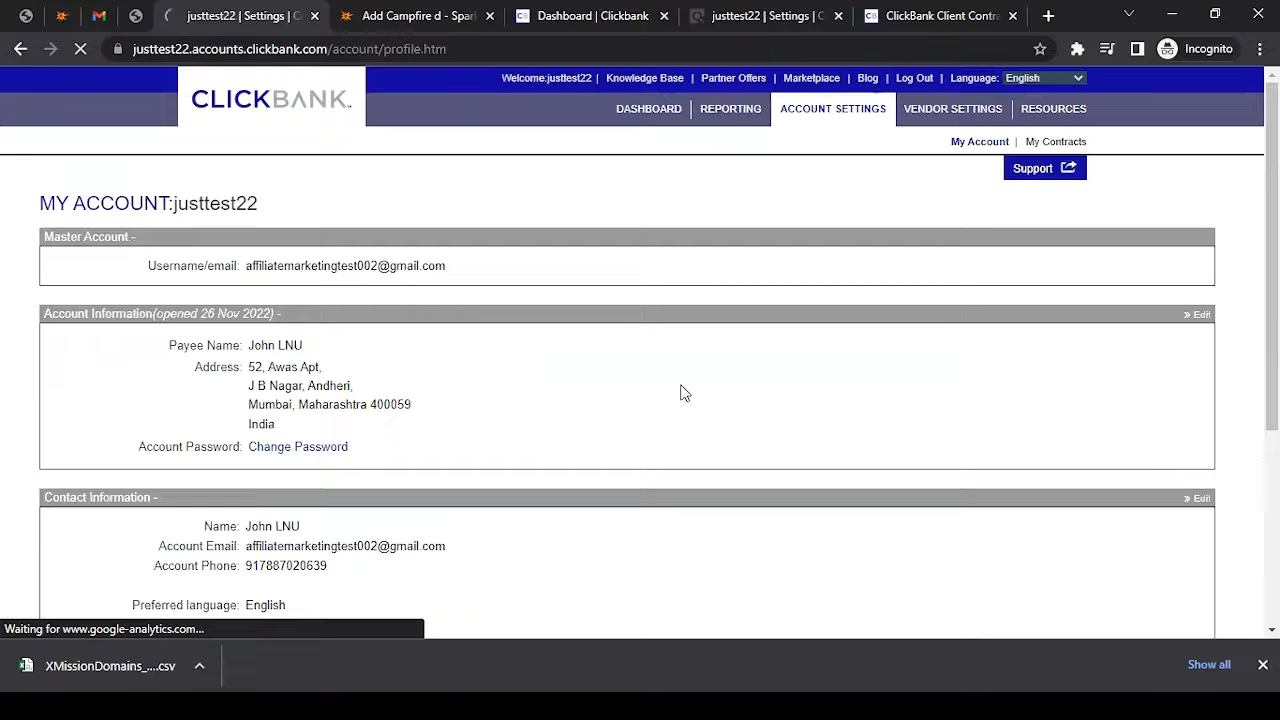 justtest22 | Settings | C
Add Campfire d - Spark
Dashboard | Clickbank
justtest22 | Settings | C
ClickBank Client Contra
justtest22.accounts.clickbank.com/account/profile.htm
Incognito
Welcome:justtest22 | Knowledge Base | Partner Offers | Marketplace | Blog | Log Out | Language: English
CLICKBANK
DASHBOARD | REPORTING | ACCOUNT SETTINGS | VENDOR SETTINGS | RESOURCES
My Account | My Contracts
Support
MY ACCOUNT:justtest22
Master Account -
Username/email: affiliatemarketingtest002@gmail.com
Account Information(opened 26 Nov 2022) -
» Edit
Payee Name: John LNU
Address: 52, Awas Apt,
J B Nagar, Andheri,
Mumbai, Maharashtra 400059
India
Account Password: Change Password
Contact Information -
» Edit
Name: John LNU
Account Email: affiliatemarketingtest002@gmail.com
Account Phone: 917887020639
Preferred language: English
Waiting for www.google-analytics.com...
XMissionDomains_....csv
Show all